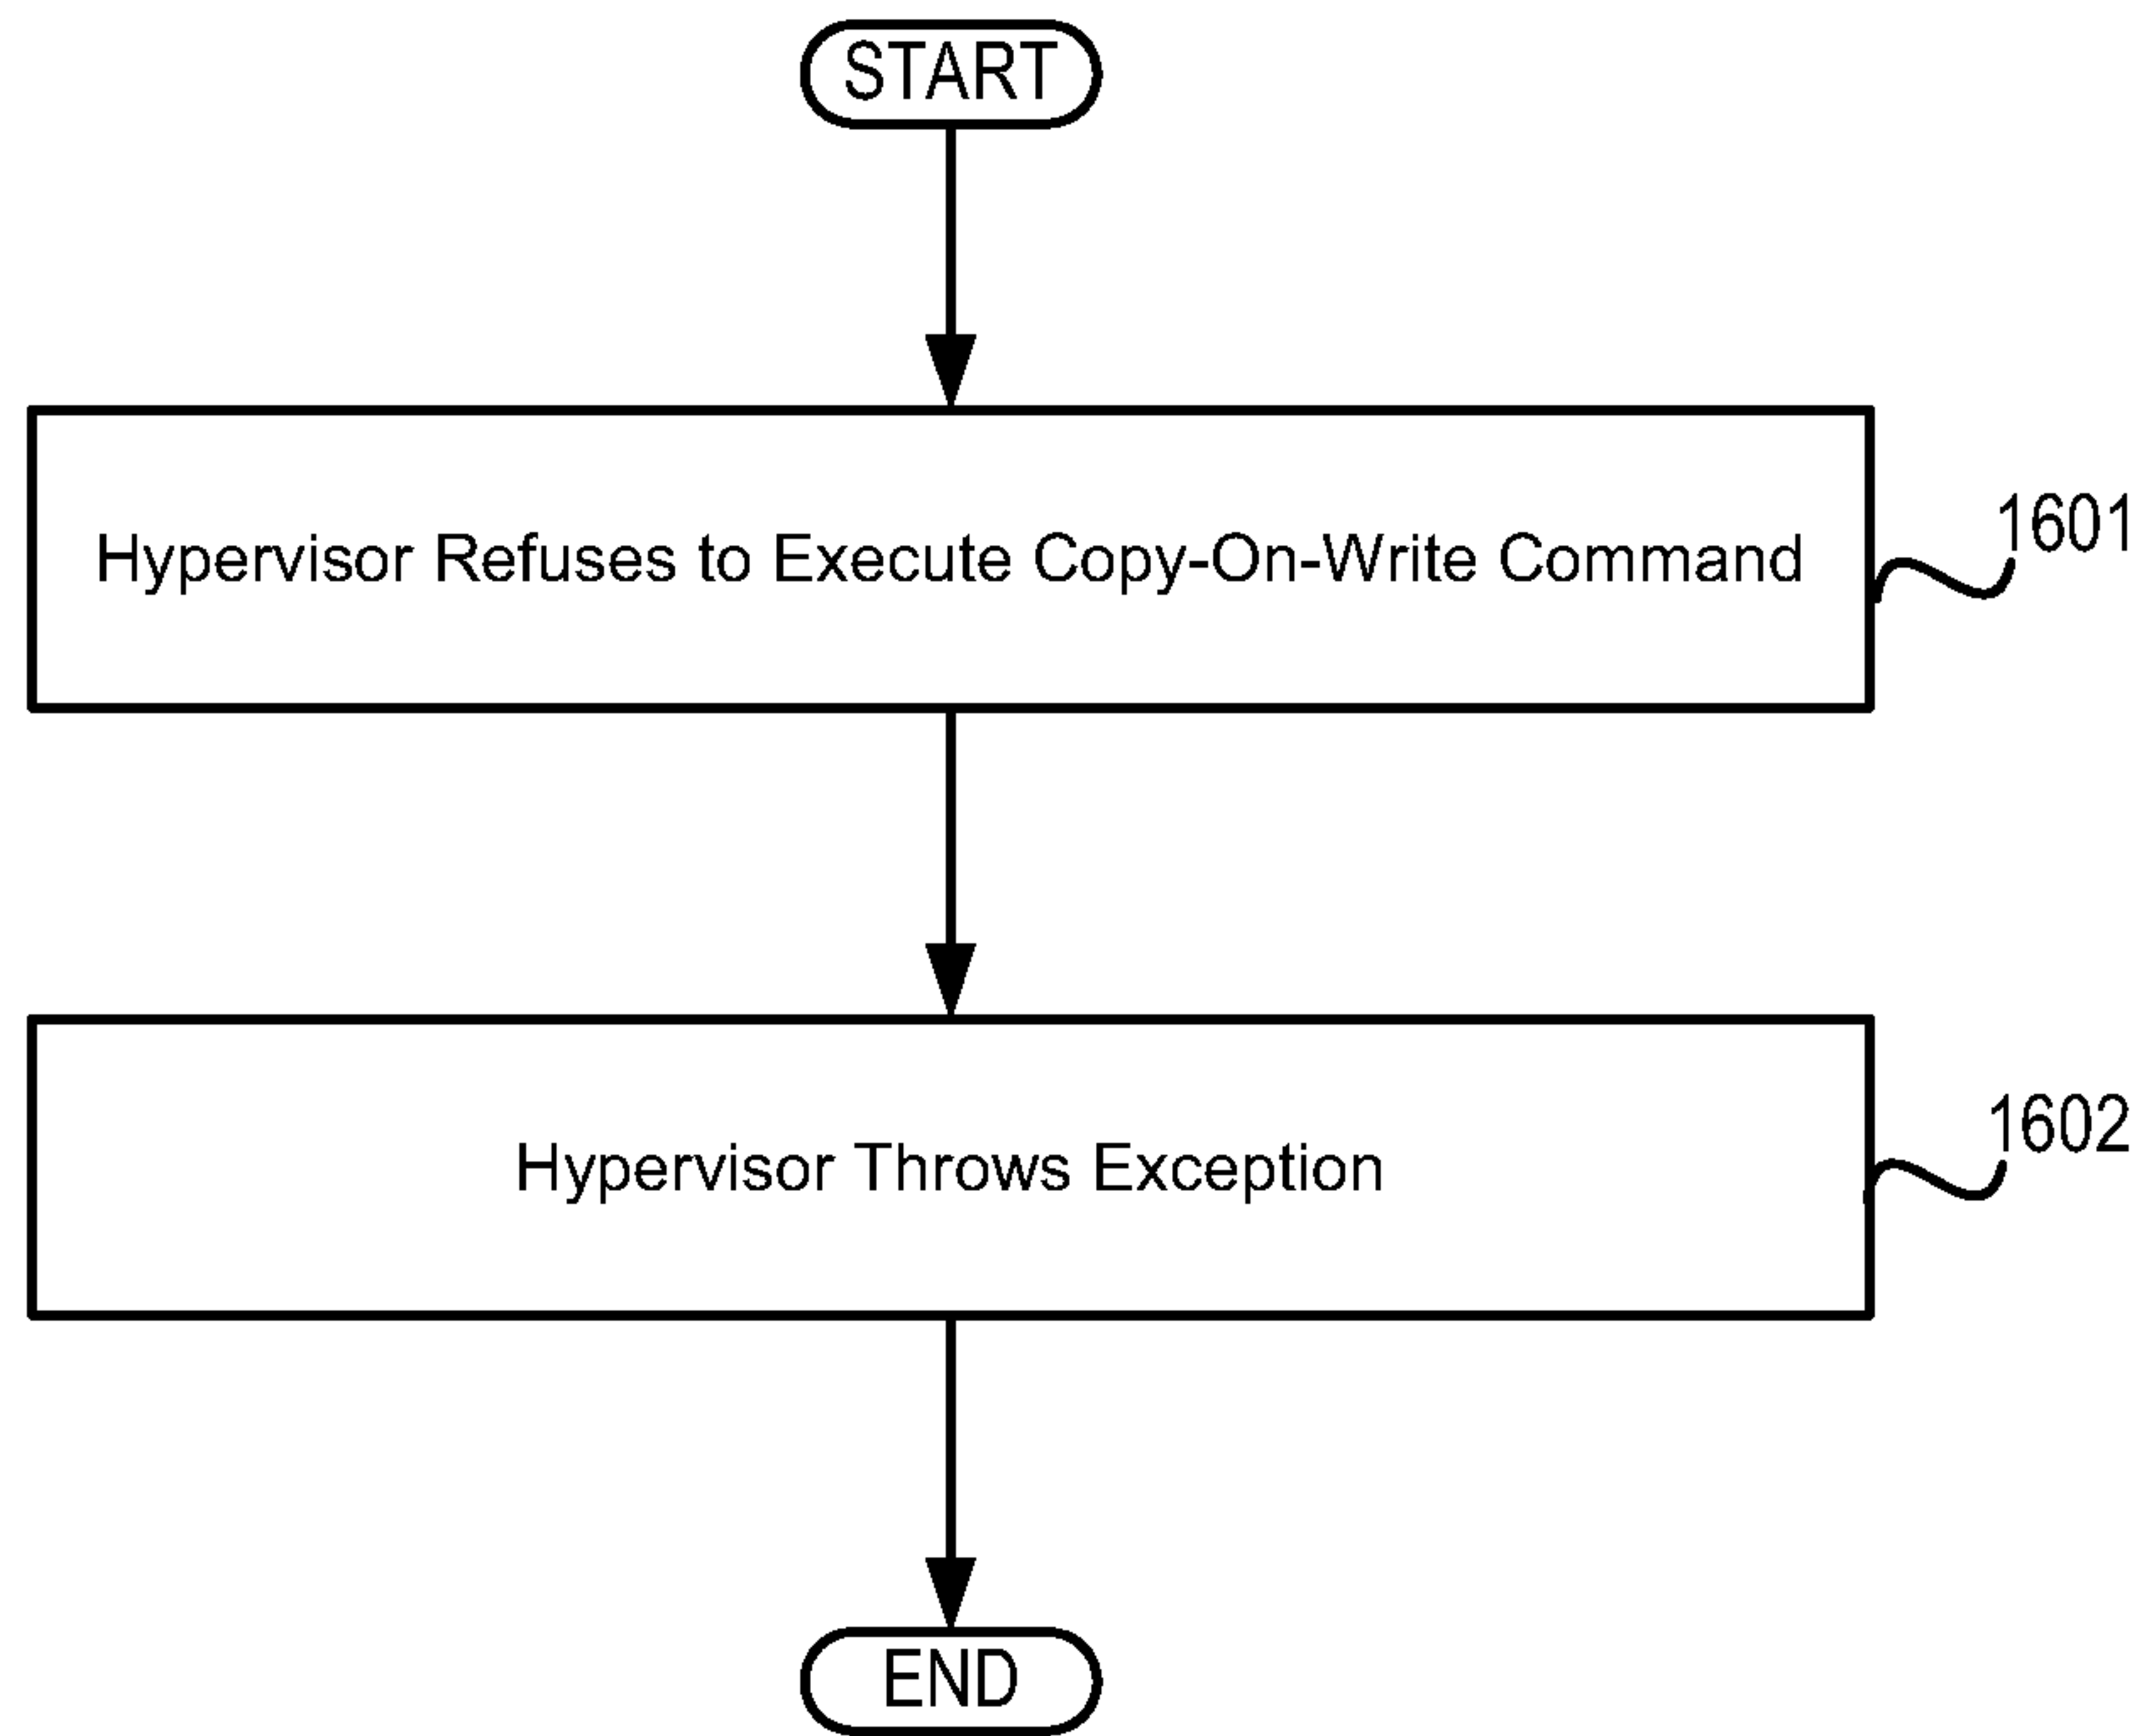 START
Hypervisor Refuses to Execute Copy-On-Write Command
1601
Hypervisor Throws Exception
1602
END